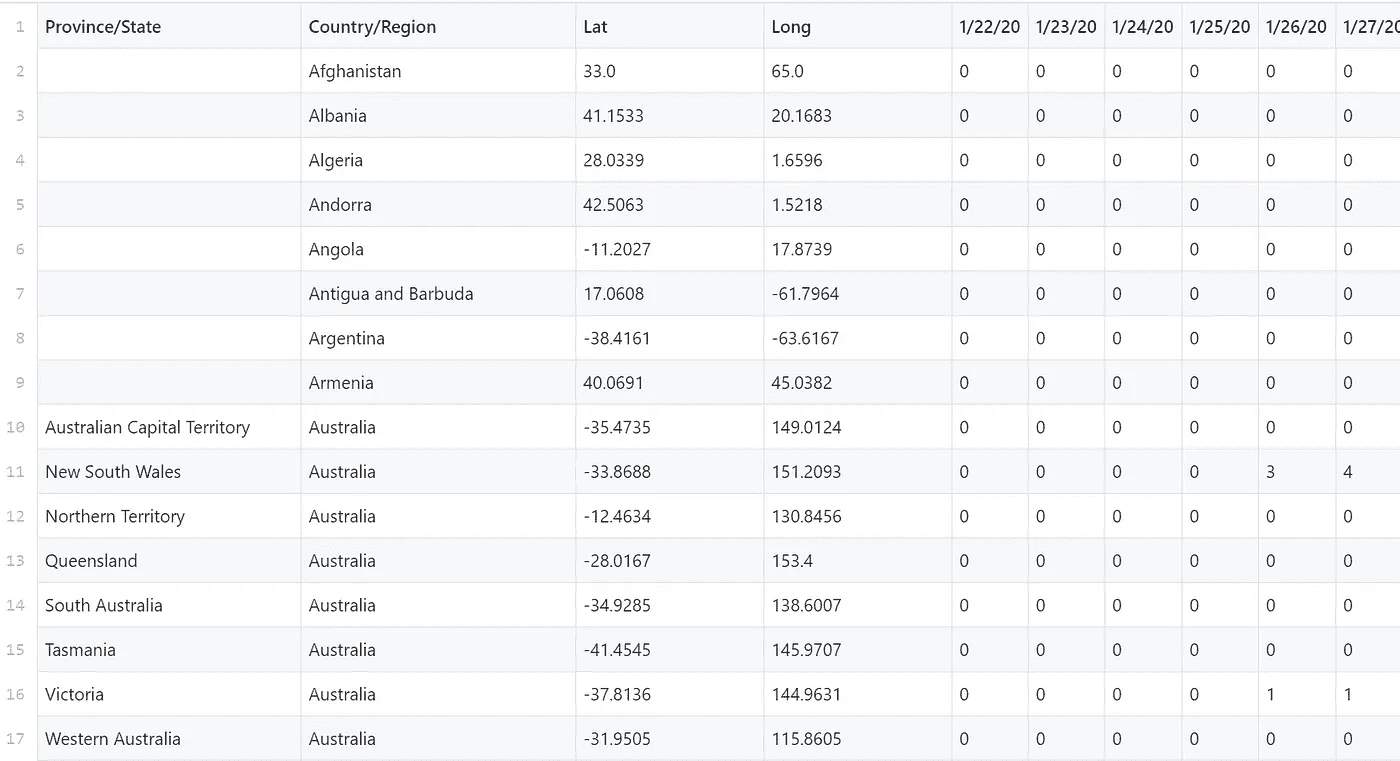 1 Province/State Country/Region Lat Long 1/22/20 1/23/20 1/24/20 1/25/20 1/26/20 1/27/20
2 Afghanistan 33.0 65.0 0 0 0 0 0 0
3 Albania 41.1533 20.1683 0 0 0 0 0 0
4 Algeria 28.0339 1.6596 0 0 0 0 0 0
5 Andorra 42.5063 1.5218 0 0 0 0 0 0
6 Angola -11.2027 17.8739 0 0 0 0 0 0
7 Antigua and Barbuda 17.0608 -61.7964 0 0 0 0 0 0
8 Argentina -38.4161 -63.6167 0 0 0 0 0 0
9 Armenia 40.0691 45.0382 0 0 0 0 0 0
10 Australian Capital Territory Australia -35.4735 149.0124 0 0 0 0 0 0
11 New South Wales Australia -33.8688 151.2093 0 0 0 0 3 4
12 Northern Territory Australia -12.4634 130.8456 0 0 0 0 0 0
13 Queensland Australia -28.0167 153.4 0 0 0 0 0 0
14 South Australia Australia -34.9285 138.6007 0 0 0 0 0 0
15 Tasmania Australia -41.4545 145.9707 0 0 0 0 0 0
16 Victoria Australia -37.8136 144.9631 0 0 0 0 1 1
17 Western Australia Australia -31.9505 115.8605 0 0 0 0 0 0